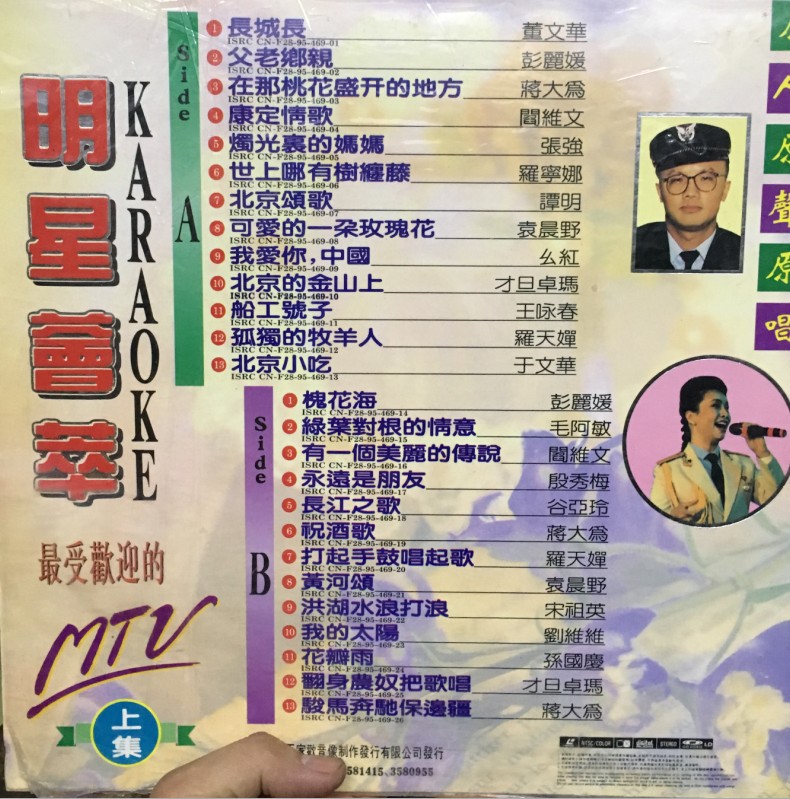 明星薈萃
KARAOKE
最受歡迎的
MTV
上集
Side A
1 長城長 董文華
ISRC CN-F28-95-469-01
2 父老鄉親 彭麗媛
ISRC CN-F28-95-469-02
3 在那桃花盛开的地方 蔣大為
ISRC CN-F28-95-469-03
4 康定情歌 閻維文
ISRC CN-F28-95-469-04
5 燭光裏的媽媽 張強
ISRC CN-F28-95-469-05
6 世上哪有樹纏藤 羅寧娜
ISRC CN-F28-95-469-06
7 北京頌歌 譚明
ISRC CN-F28-95-469-07
8 可愛的一朵玫瑰花 袁晨野
ISRC CN-F28-95-469-08
9 我愛你,中國 幺紅
ISRC CN-F28-95-469-09
10 北京的金山上 才旦卓瑪
ISRC CN-F28-95-469-10
11 船工號子 王咏春
ISRC CN-F28-95-469-11
12 孤獨的牧羊人 羅天嬋
ISRC CN-F28-95-469-12
13 北京小吃 于文華
ISRC CN-F28-95-469-13
Side B
1 槐花海 彭麗媛
ISRC CN-F28-95-469-14
2 綠葉對根的情意 毛阿敏
ISRC CN-F28-95-469-15
3 有一個美麗的傳說 閻維文
ISRC CN-F28-95-469-16
4 永遠是朋友 殷秀梅
ISRC CN-F28-95-469-17
5 長江之歌 谷亞玲
ISRC CN-F28-95-469-18
6 祝酒歌 蔣大為
ISRC CN-F28-95-469-19
7 打起手鼓唱起歌 羅天嬋
ISRC CN-F28-95-469-20
8 黃河頌 袁晨野
ISRC CN-F28-95-469-21
9 洪湖水浪打浪 宋祖英
ISRC CN-F28-95-469-22
10 我的太陽 劉維維
ISRC CN-F28-95-469-23
11 花瓣雨 孫國慶
ISRC CN-F28-95-469-24
12 翻身農奴把歌唱 才旦卓瑪
ISRC CN-F28-95-469-25
13 駿馬奔馳保邊疆 蔣大為
ISRC CN-F28-95-469-26
原人原聲原唱
音像制作發行有限公司發行
581415、3580955
NTSC·COLOR
digital
STEREO
LD